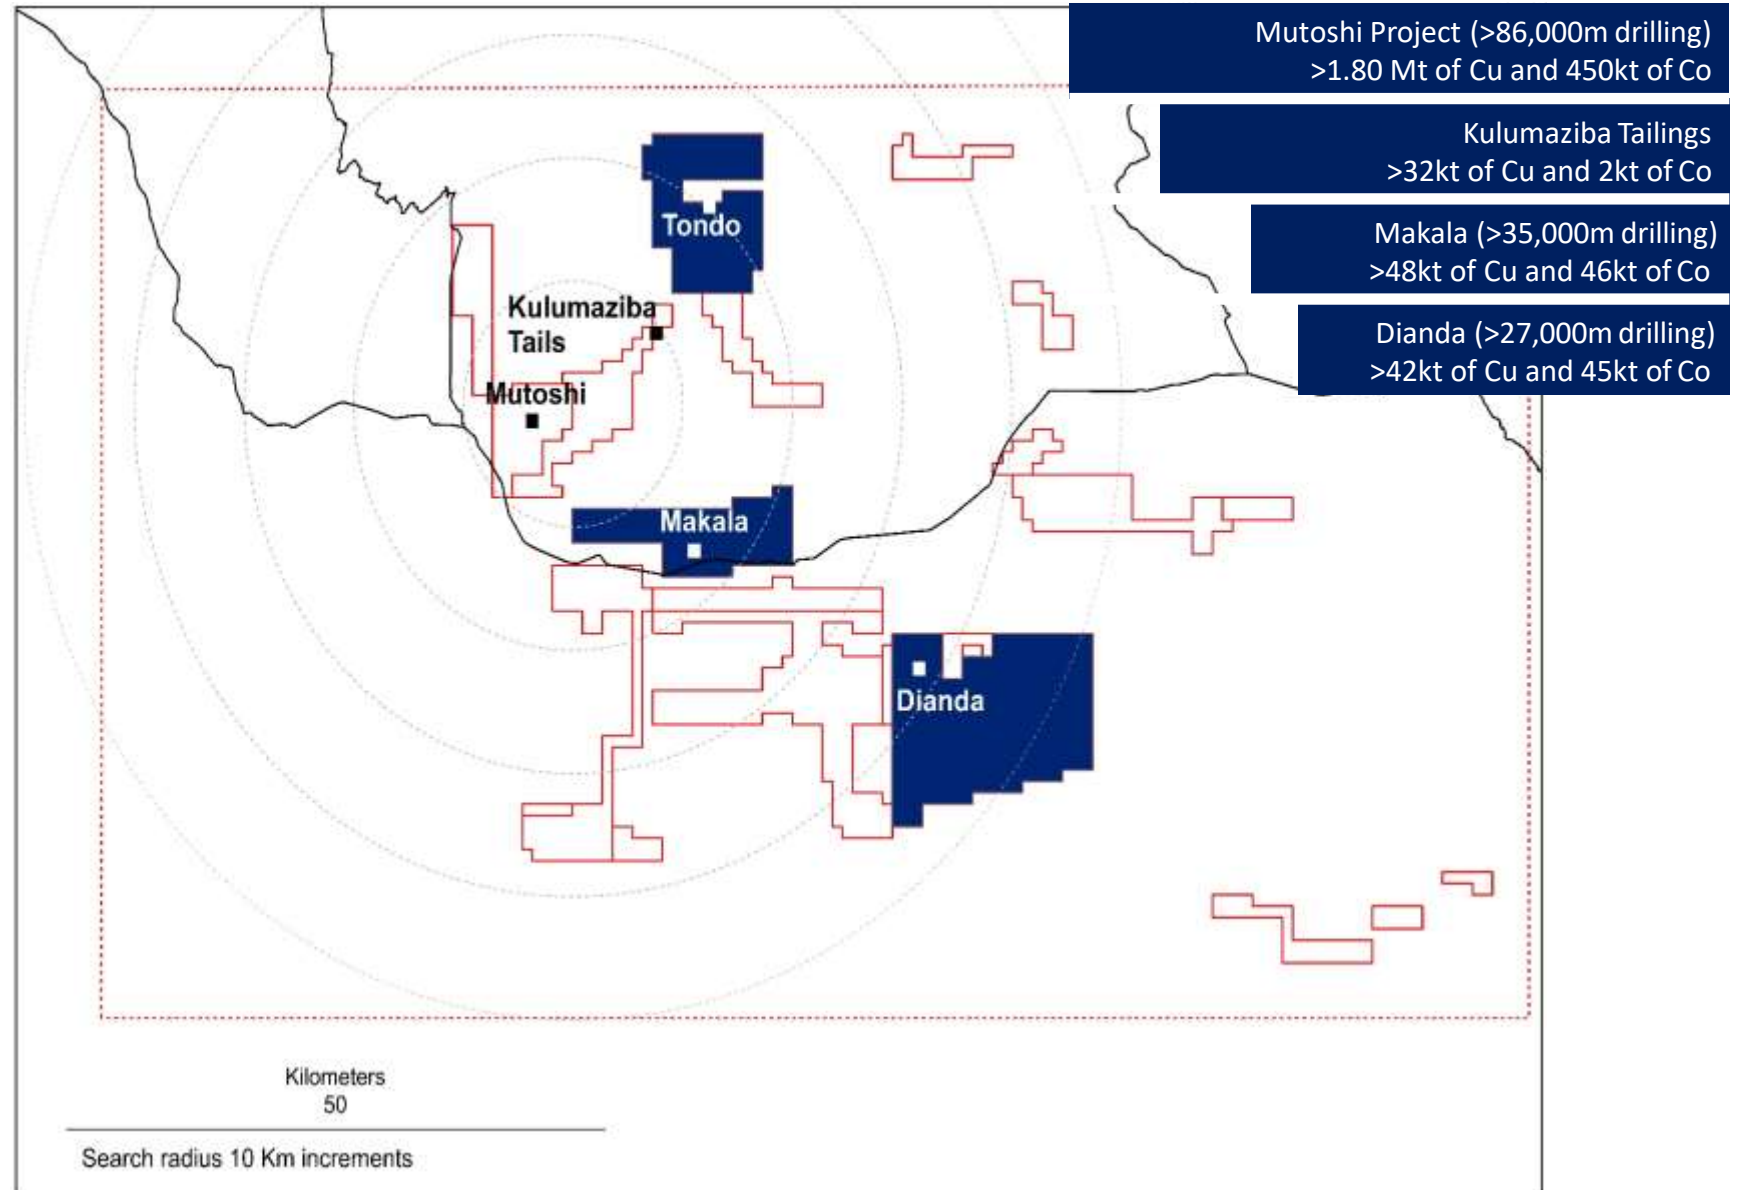 Mutoshi Project (>86,000m drilling)
>1.80 Mt of Cu and 450kt of Co
Kulumaziba Tailings
>32kt of Cu and 2kt of Co
Makala (>35,000m drilling)
>48kt of Cu and 46kt of Co
Dianda (>27,000m drilling)
>42kt of Cu and 45kt of Co
Tondo
Kulumaziba
Tails
Mutoshi
Makala
Dianda
Kilometers
50
Search radius 10 Km increments